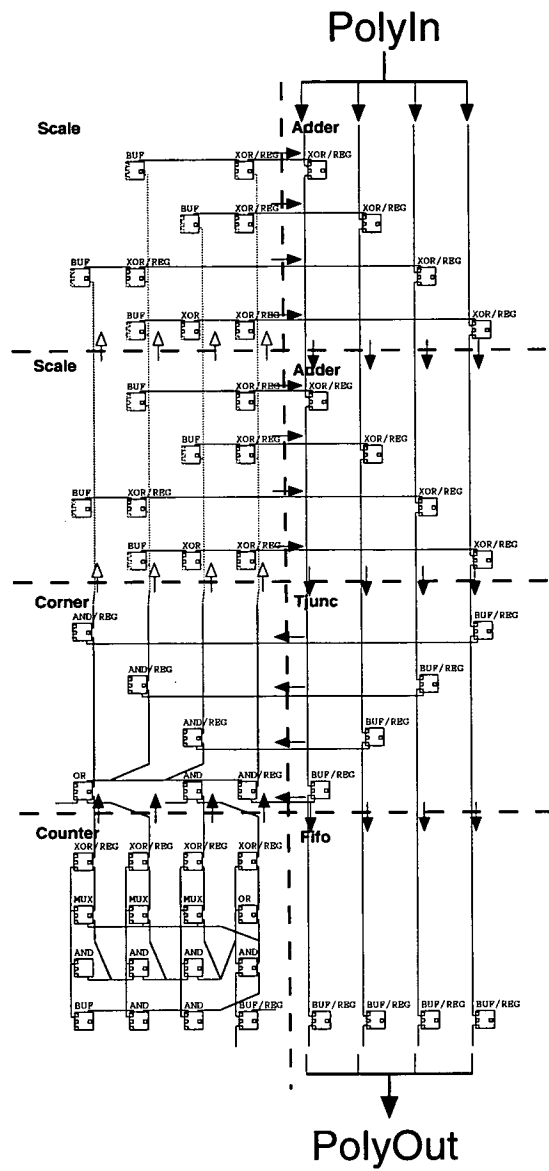 PolyIn
Scale Adder
BUF XOR/REG XOR/REG
BUF XOR/REG XOR/REG
BUF XOR/REG XOR/REG
BUF XOR XOR/REG XOR/REG
Scale Adder
BUF XOR/REG XOR/REG
BUF XOR/REG XOR/REG
BUF XOR/REG XOR/REG
BUF XOR XOR/REG XOR/REG
Corner Tjunc
AND/REG BUF/REG
AND/REG BUF/REG
AND/REG BUF/REG
OR AND AND/REG BUF/REG
Counter Fifo
XOR/REG XOR/REG XOR/REG XOR/REG
MUX MUX MUX OR
AND AND AND AND
BUF AND AND BUF/REG BUF/REG BUF/REG BUF/REG BUF/REG
PolyOut